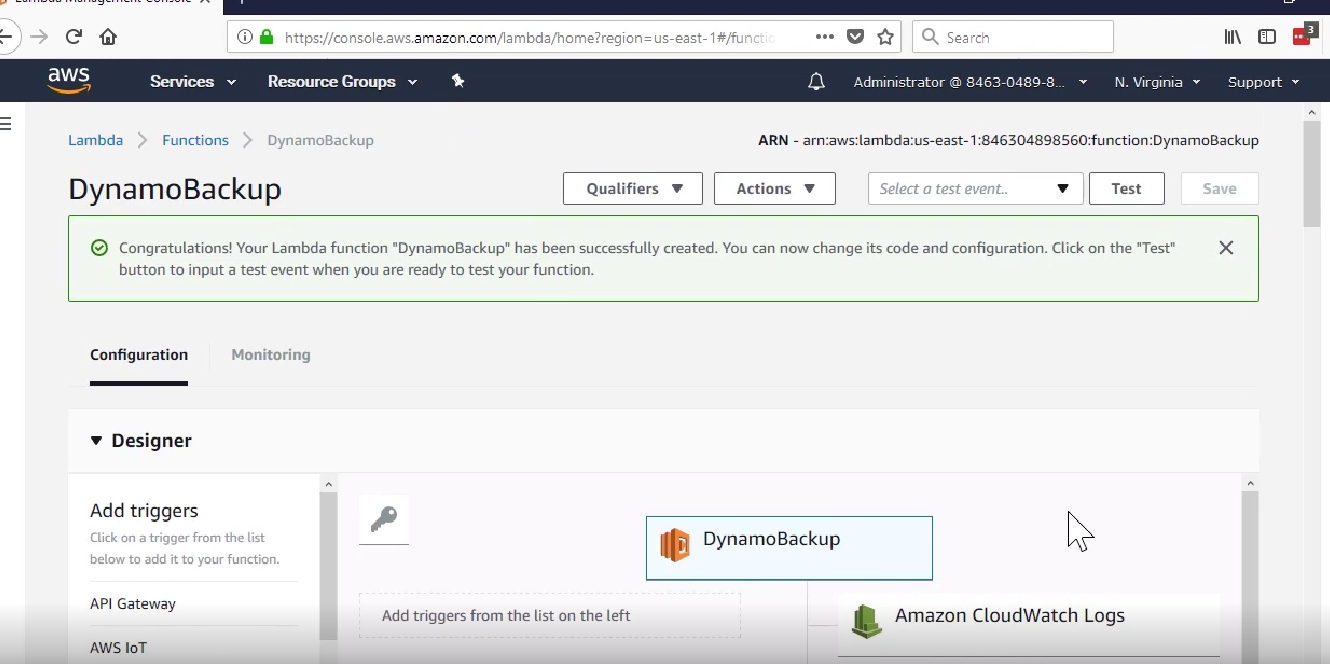 Lambda Management Console
3
https://console.aws.amazon.com/lambda/home?region=us-east-1#/functio
Search
aws
Services
Resource Groups
Administrator @ 8463-0489-8...
N. Virginia
Support
Lambda
Functions
DynamoBackup
ARN - arn:aws:lambda:us-east-1:846304898560:function:DynamoBackup
DynamoBackup
Qualifiers
Actions
Select a test event..
Test
Save
Congratulations! Your Lambda function "DynamoBackup" has been successfully created. You can now change its code and configuration. Click on the "Test"
button to input a test event when you are ready to test your function.
Configuration
Monitoring
Designer
Add triggers
Click on a trigger from the list
below to add it to your function.
DynamoBackup
API Gateway
Add triggers from the list on the left
Amazon CloudWatch Logs
AWS IoT